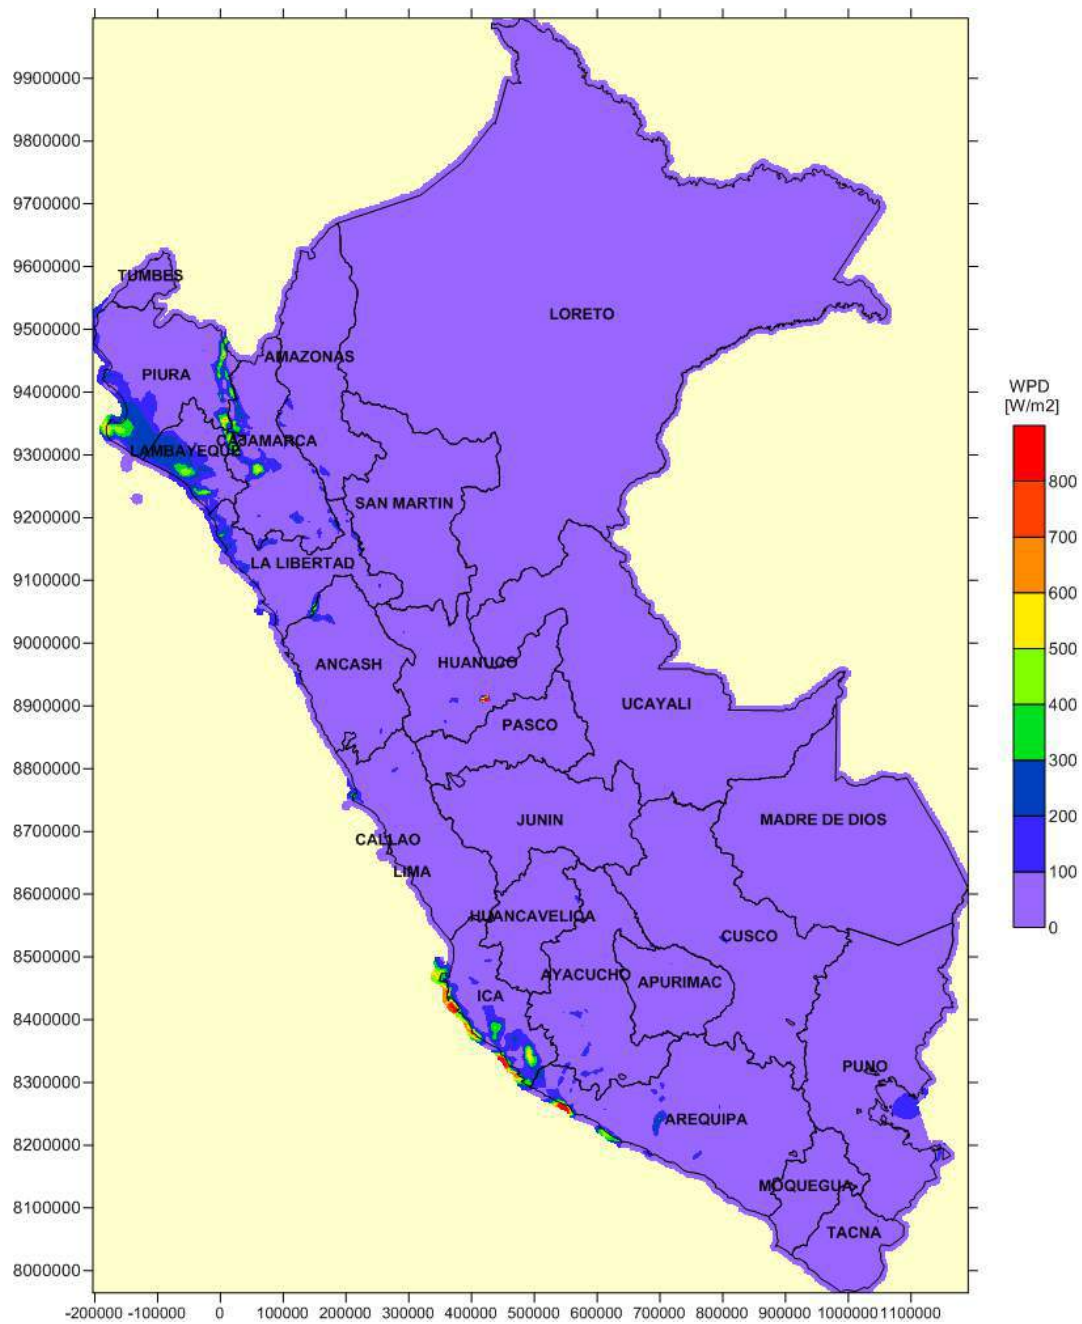 9900000
9800000
9700000
9600000
TUMBES
LORETO
9500000
AMAZONAS
PIURA
9400000
WPD
[W/m2]
CAJAMARCA
LAMBAYEQUE
9300000
800
SAN MARTIN
700
9200000
LA LIBERTAD
600
9100000
500
9000000
ANCASH
HUANUCO
400
UCAYALI
8900000
PASCO
300
8800000
JUNIN
MADRE DE DIOS
200
8700000
CALLAO
LIMA
100
8600000
HUANCAVELICA
0
CUSCO
8500000
AYACUCHO
APURIMAC
ICA
8400000
PUNO
8300000
AREQUIPA
8200000
MOQUEGUA
8100000
TACNA
8000000
-200000 -100000 0 100000 200000 300000 400000 500000 600000 700000 800000 900000 1000000 1100000